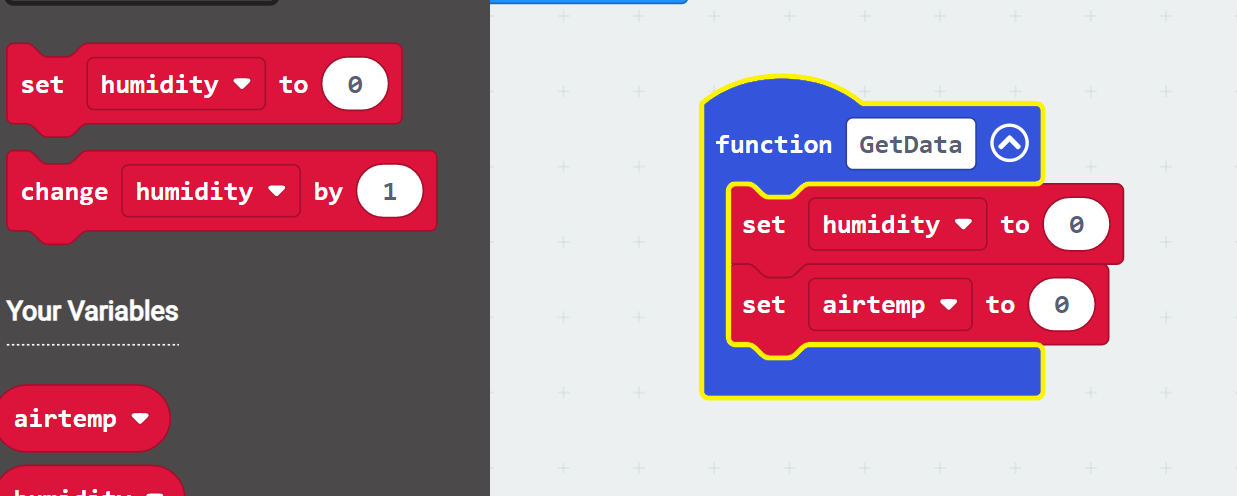 set humidity to 0
change humidity by 1
Your Variables
airtemp
humidity
function GetData
set humidity to 0
set airtemp to 0